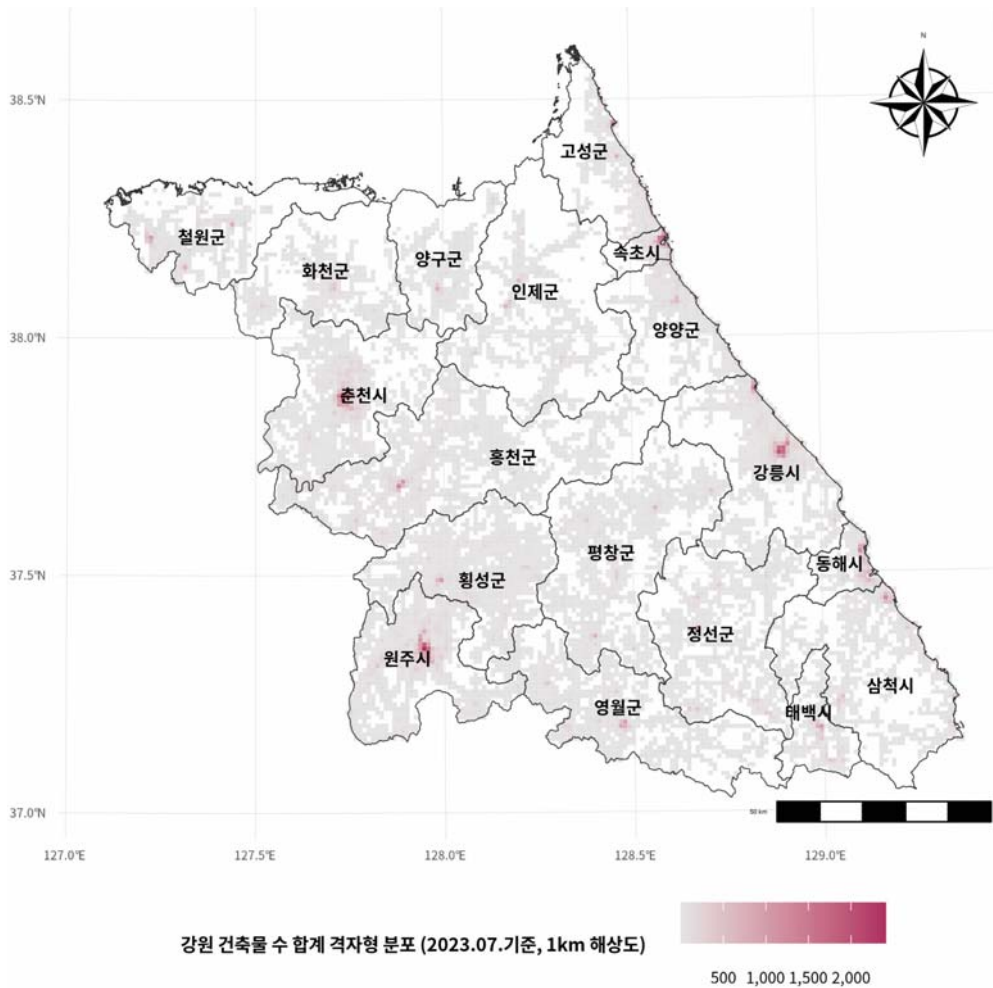 N
38.5°N
고성군
철원군
속초시
양구군
화천군
인제군
양양군
38.0°N
춘천시
홍천군
강릉시
평창군
동해시
37.5°N
횡성군
정선군
원주시
삼척시
영월군
태백시
37.0°N
50 km
127.0°E 127.5°E 128.0°E 128.5°E 129.0°E
강원 건축물 수 합계 격자형 분포 (2023.07.기준, 1km 해상도)
500 1,000 1,500 2,000